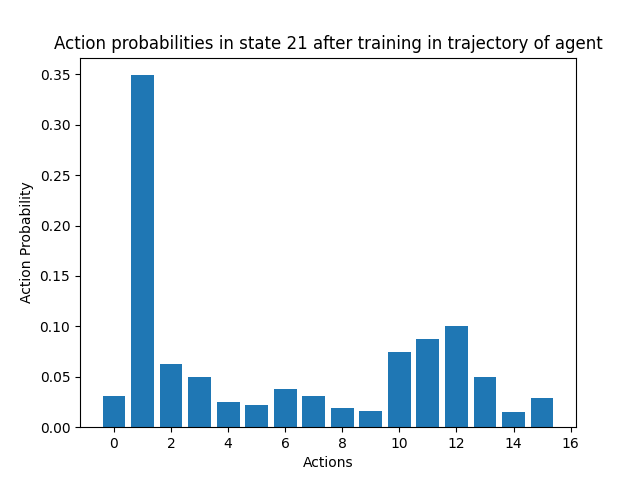 Action probabilities in state 21 after training in trajectory of agent
0.35
0.30
0.25
0.20
0.15
0.10
0.05
0.00
Action Probability
0 2 4 6 8 10 12 14 16
Actions